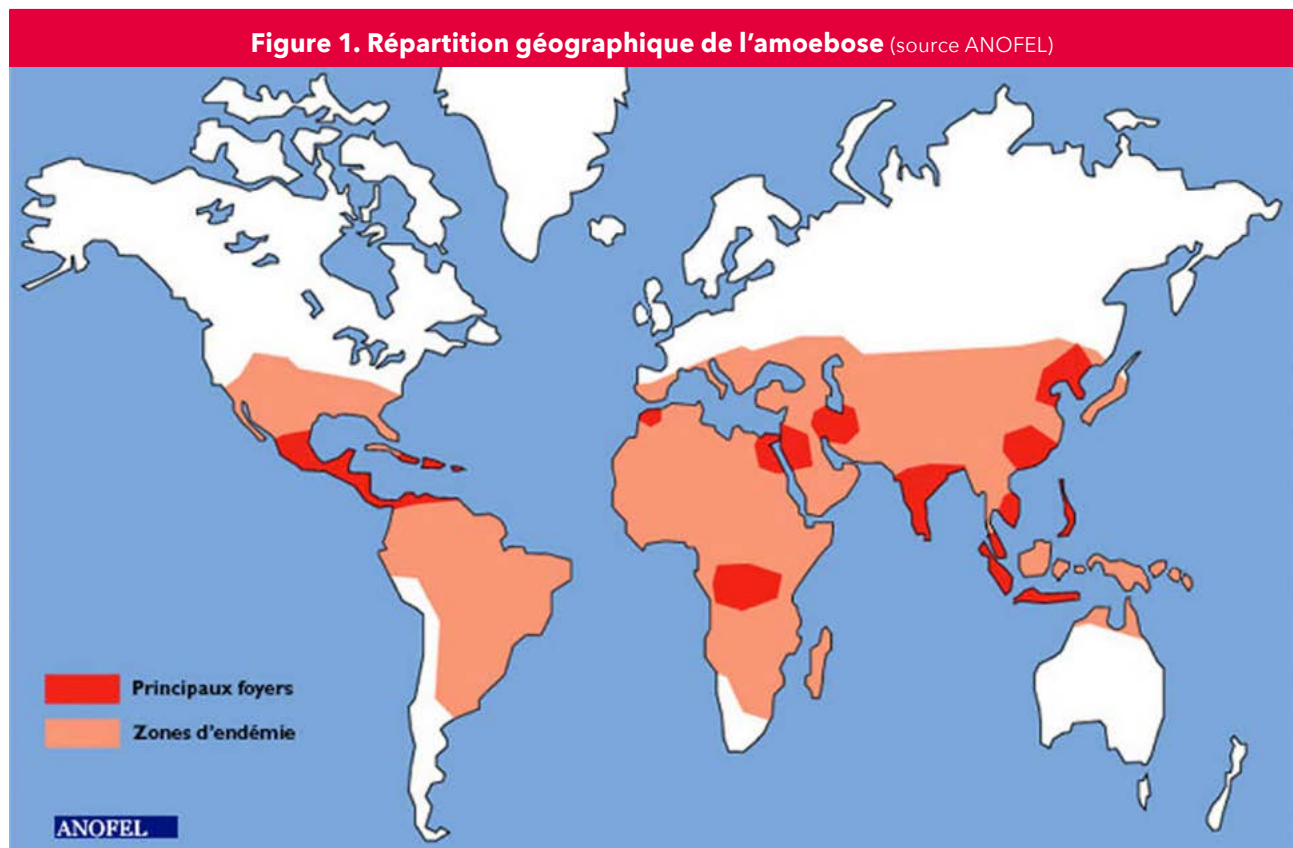 Figure 1. Répartition géographique de l’amoebose (source ANOFEL)
Principaux foyers
Zones d'endémie
ANOFEL